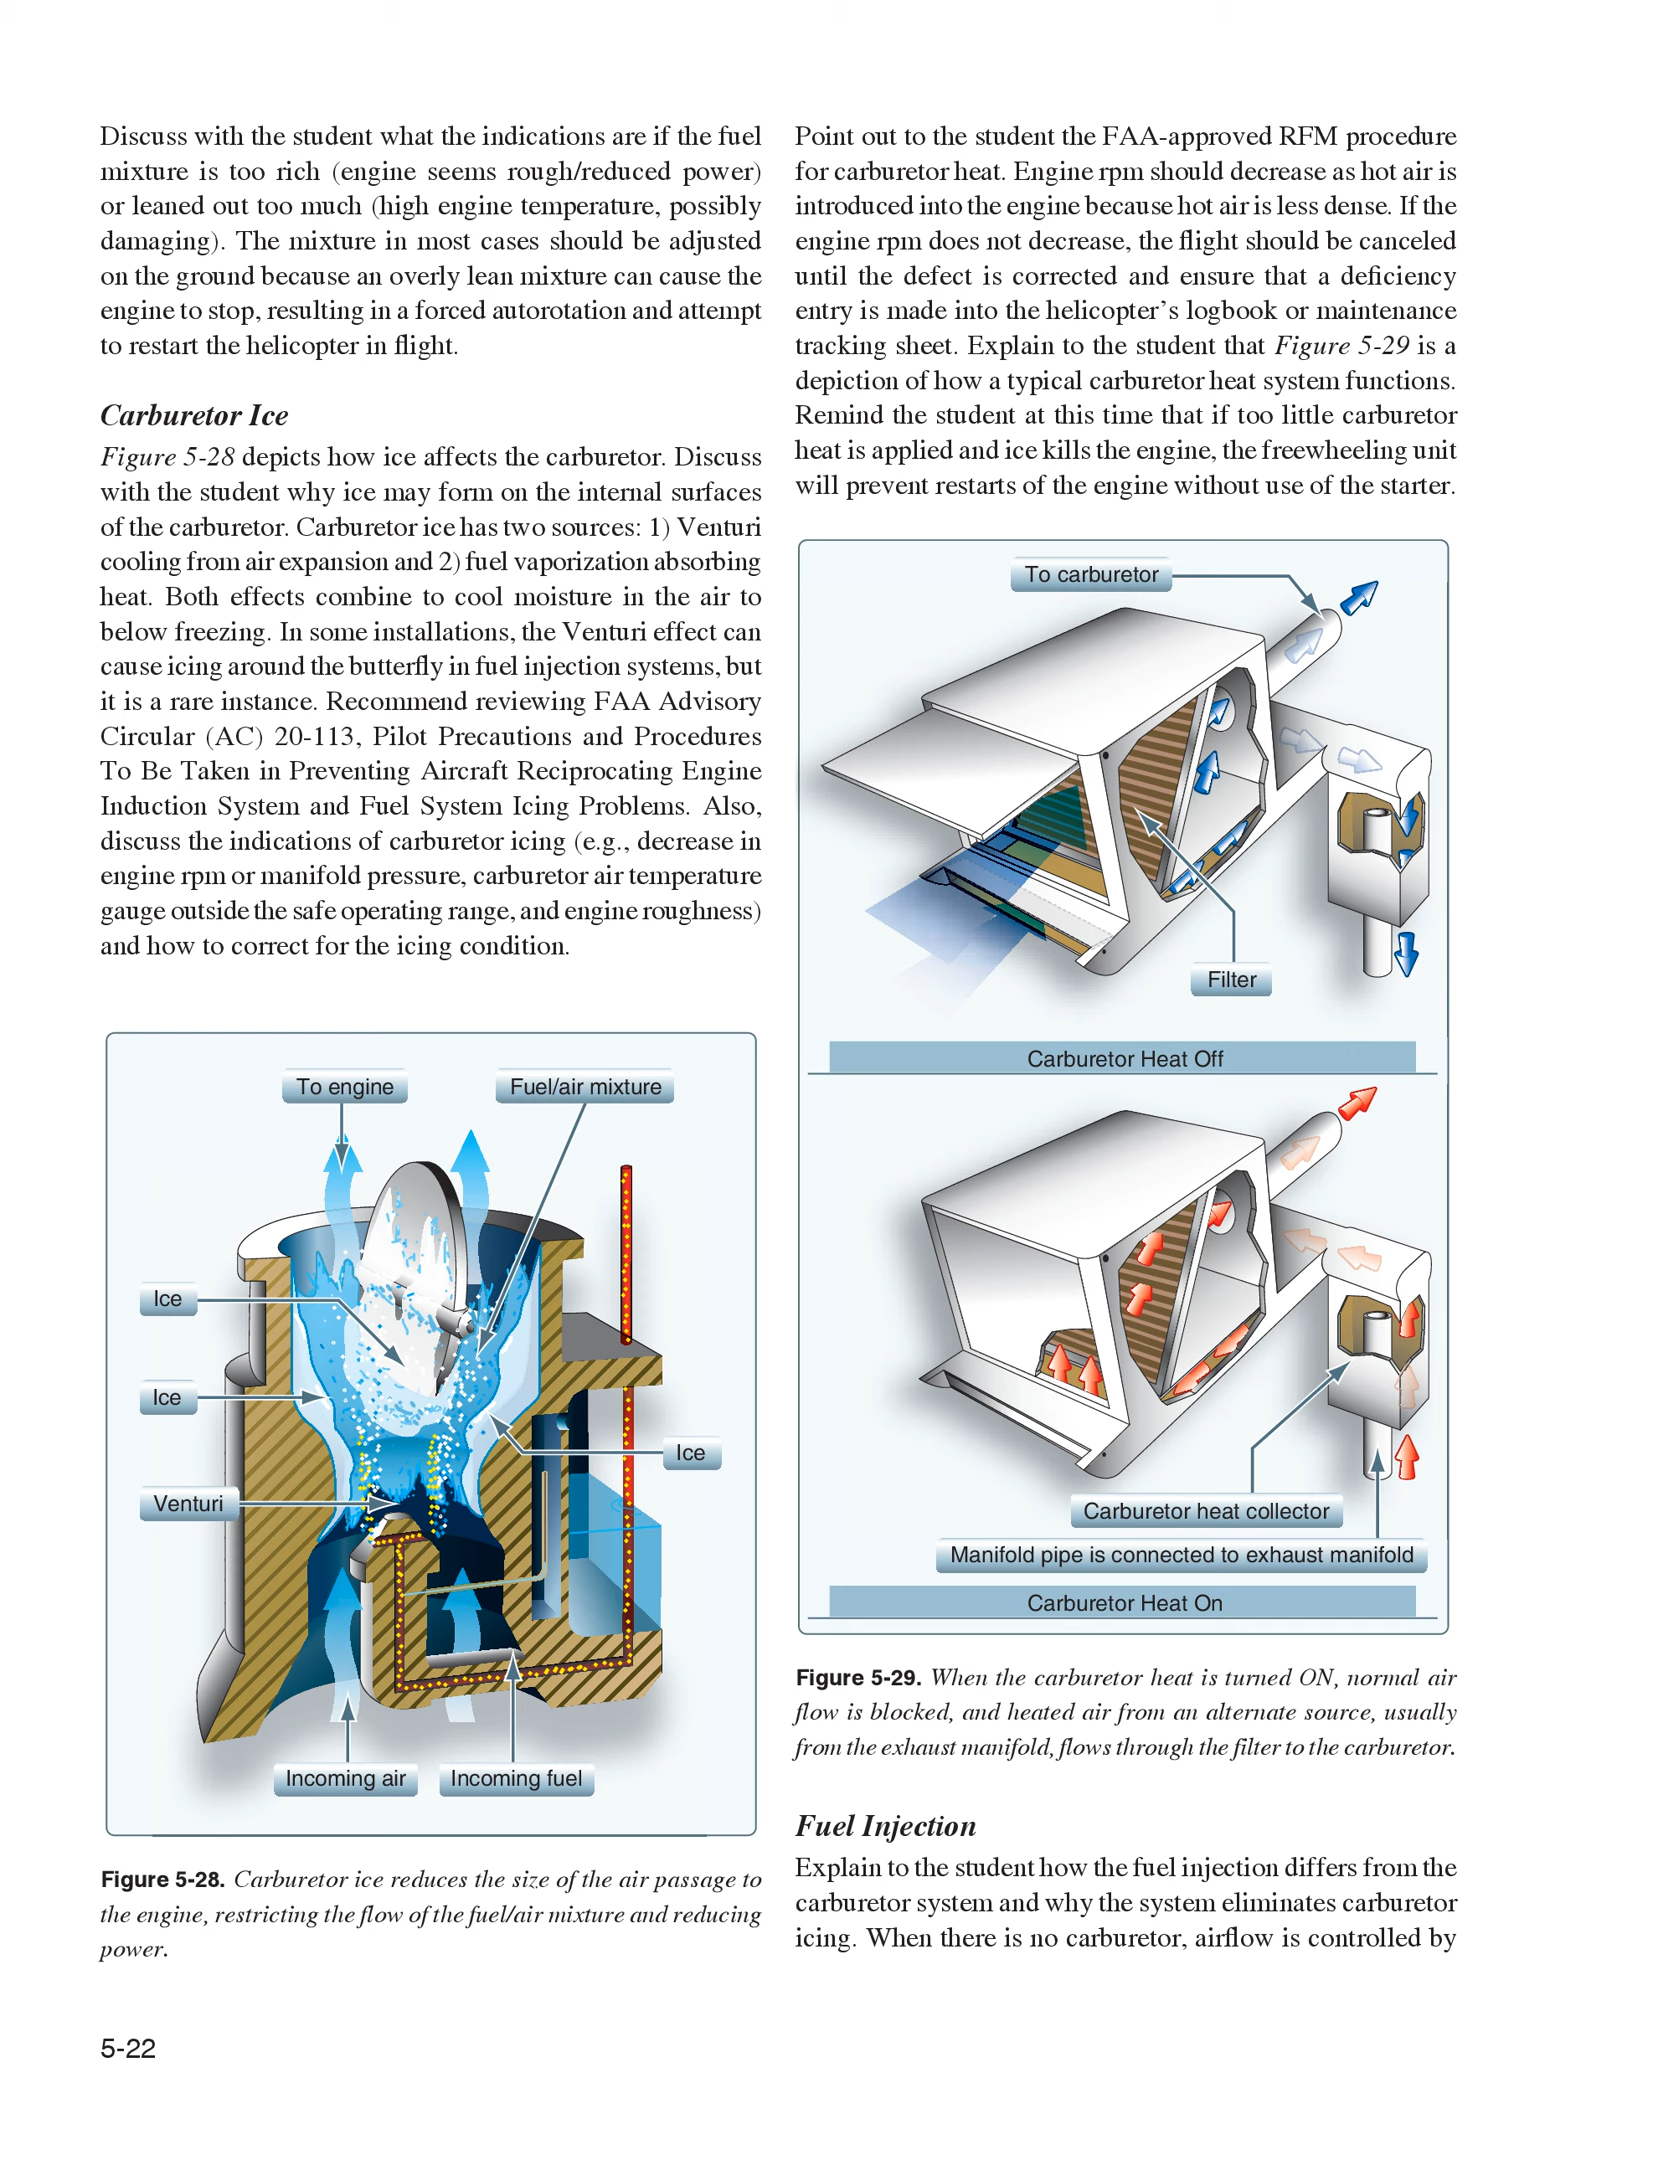 Discuss with the student what the indications are if the fuel
mixture is too rich (engine seems rough/reduced power)
or leaned out too much (high engine temperature, possibly
damaging). The mixture in most cases should be adjusted
on the ground because an overly lean mixture can cause the
engine to stop, resulting in a forced autorotation and attempt
to restart the helicopter in flight.
Carburetor Ice
Figure 5-28 depicts how ice affects the carburetor. Discuss
with the student why ice may form on the internal surfaces
of the carburetor. Carburetor ice has two sources: 1) Venturi
cooling from air expansion and 2) fuel vaporization absorbing
heat. Both effects combine to cool moisture in the air to
below freezing. In some installations, the Venturi effect can
cause icing around the butterfly in fuel injection systems, but
it is a rare instance. Recommend reviewing FAA Advisory
Circular (AC) 20-113, Pilot Precautions and Procedures
To Be Taken in Preventing Aircraft Reciprocating Engine
Induction System and Fuel System Icing Problems. Also,
discuss the indications of carburetor icing (e.g., decrease in
engine rpm or manifold pressure, carburetor air temperature
gauge outside the safe operating range, and engine roughness)
and how to correct for the icing condition.
To engine
Fuel/air mixture
Ice
Ice
Ice
Venturi
Incoming air
Incoming fuel
Figure 5-28. Carburetor ice reduces the size of the air passage to
the engine, restricting the flow of the fuel/air mixture and reducing
power.
Point out to the student the FAA-approved RFM procedure
for carburetor heat. Engine rpm should decrease as hot air is
introduced into the engine because hot air is less dense. If the
engine rpm does not decrease, the flight should be canceled
until the defect is corrected and ensure that a deficiency
entry is made into the helicopter's logbook or maintenance
tracking sheet. Explain to the student that Figure 5-29 is a
depiction of how a typical carburetor heat system functions.
Remind the student at this time that if too little carburetor
heat is applied and ice kills the engine, the freewheeling unit
will prevent restarts of the engine without use of the starter.
To carburetor
Filter
Carburetor Heat Off
Carburetor heat collector
Manifold pipe is connected to exhaust manifold
Carburetor Heat On
Figure 5-29. When the carburetor heat is turned ON, normal air
flow is blocked, and heated air from an alternate source, usually
from the exhaust manifold, flows through the filter to the carburetor.
Fuel Injection
Explain to the student how the fuel injection differs from the
carburetor system and why the system eliminates carburetor
icing. When there is no carburetor, airflow is controlled by
5-22